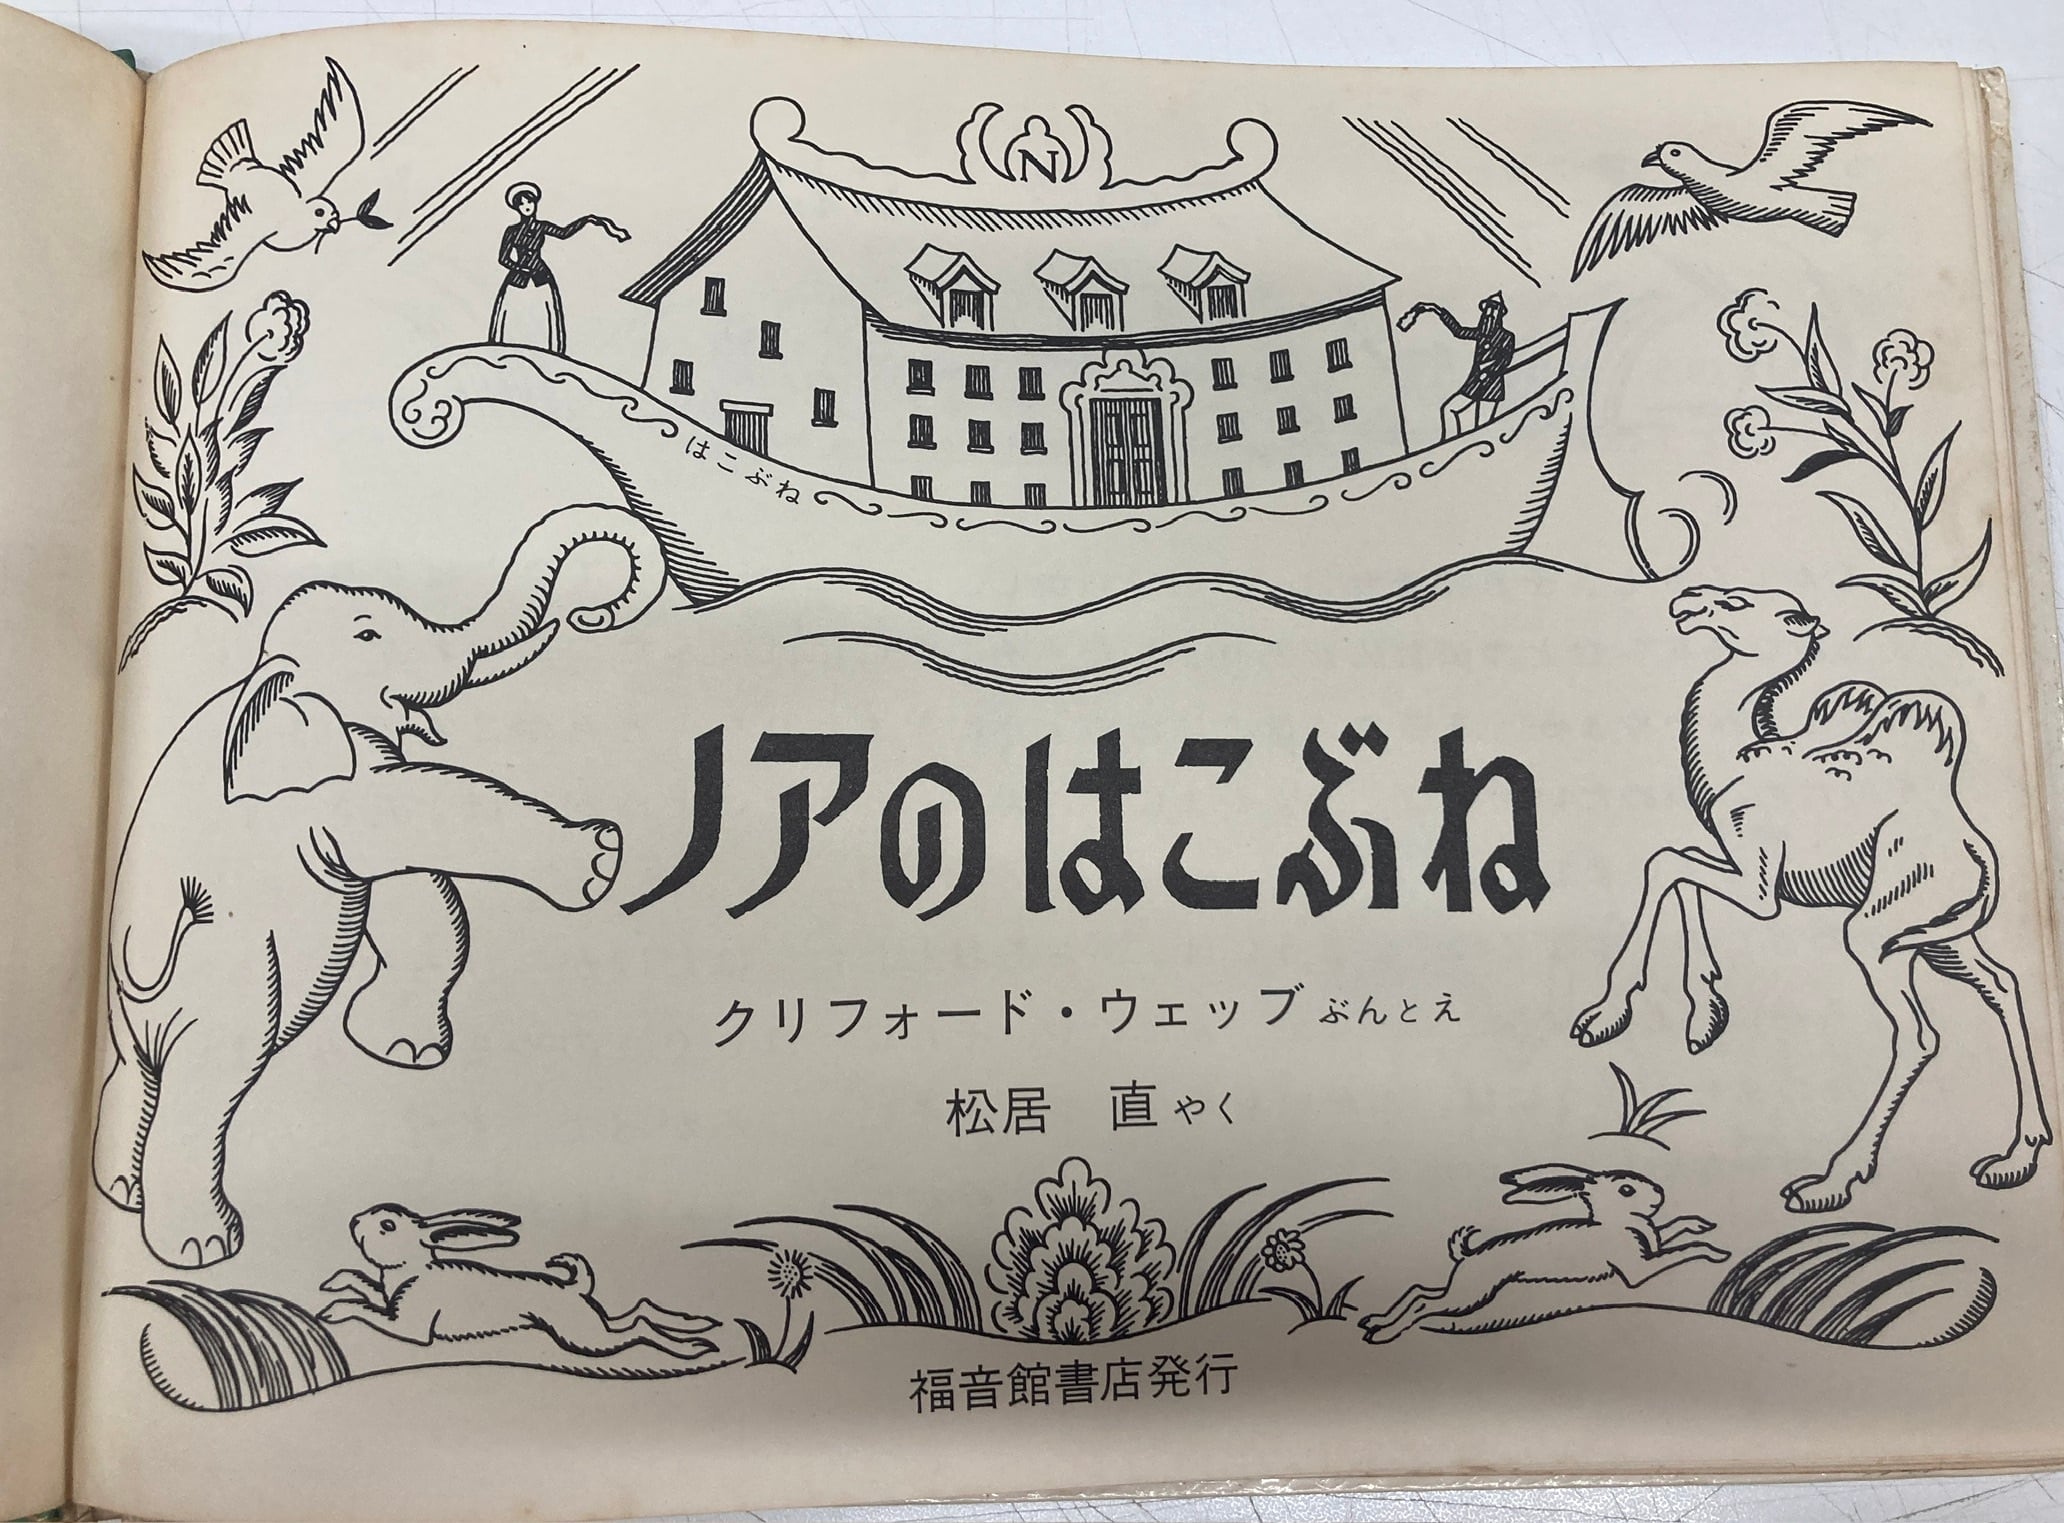 N
はこぶね
ノアのはこぶね
クリフォード・ウェッブ ぶんとえ
松居 直 やく
福音館書店発行